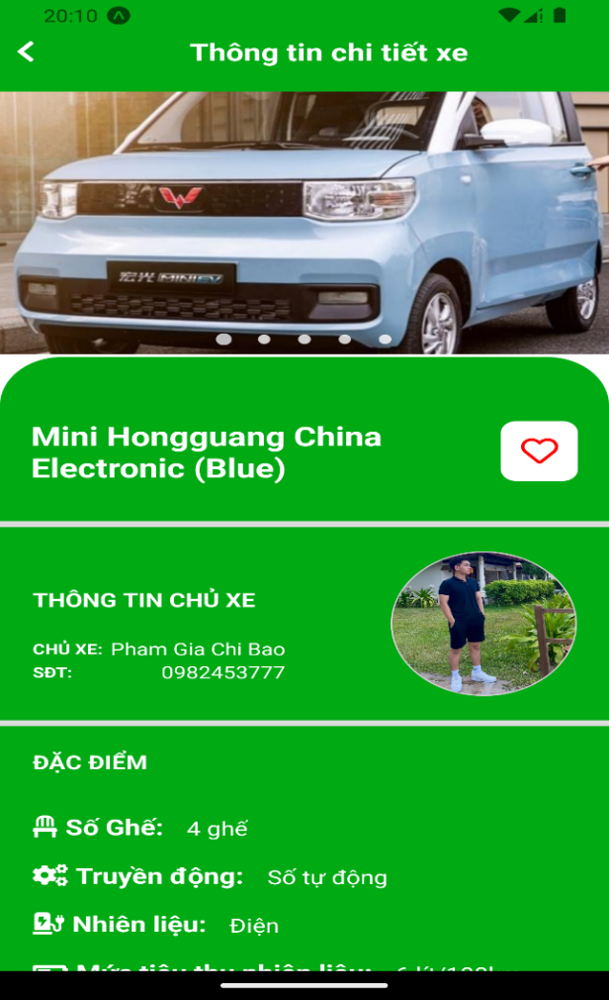 20:10
Thông tin chi tiết xe
宏光 MINIEV
Mini Hongguang China
Electronic (Blue)
THÔNG TIN CHỦ XE
CHỦ XE: Pham Gia Chi Bao
SĐT: 0982453777
ĐẶC ĐIỂM
Số Ghế: 4 ghế
Truyền động: Số tự động
Nhiên liệu: Điện
Mức tiêu thụ nhiên liệu: